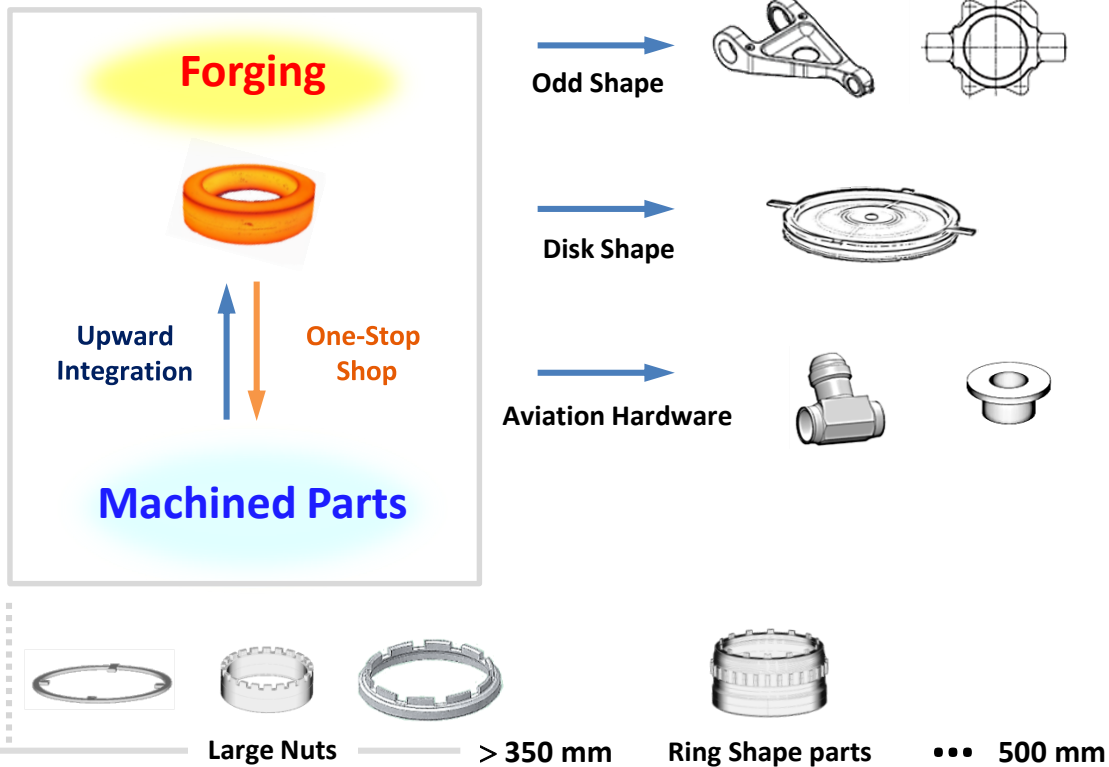 Forging
Upward
Integration
One-Stop
Shop
Machined Parts
Odd Shape
Disk Shape
Aviation Hardware
Large Nuts
> 350 mm
Ring Shape parts
••• 500 mm